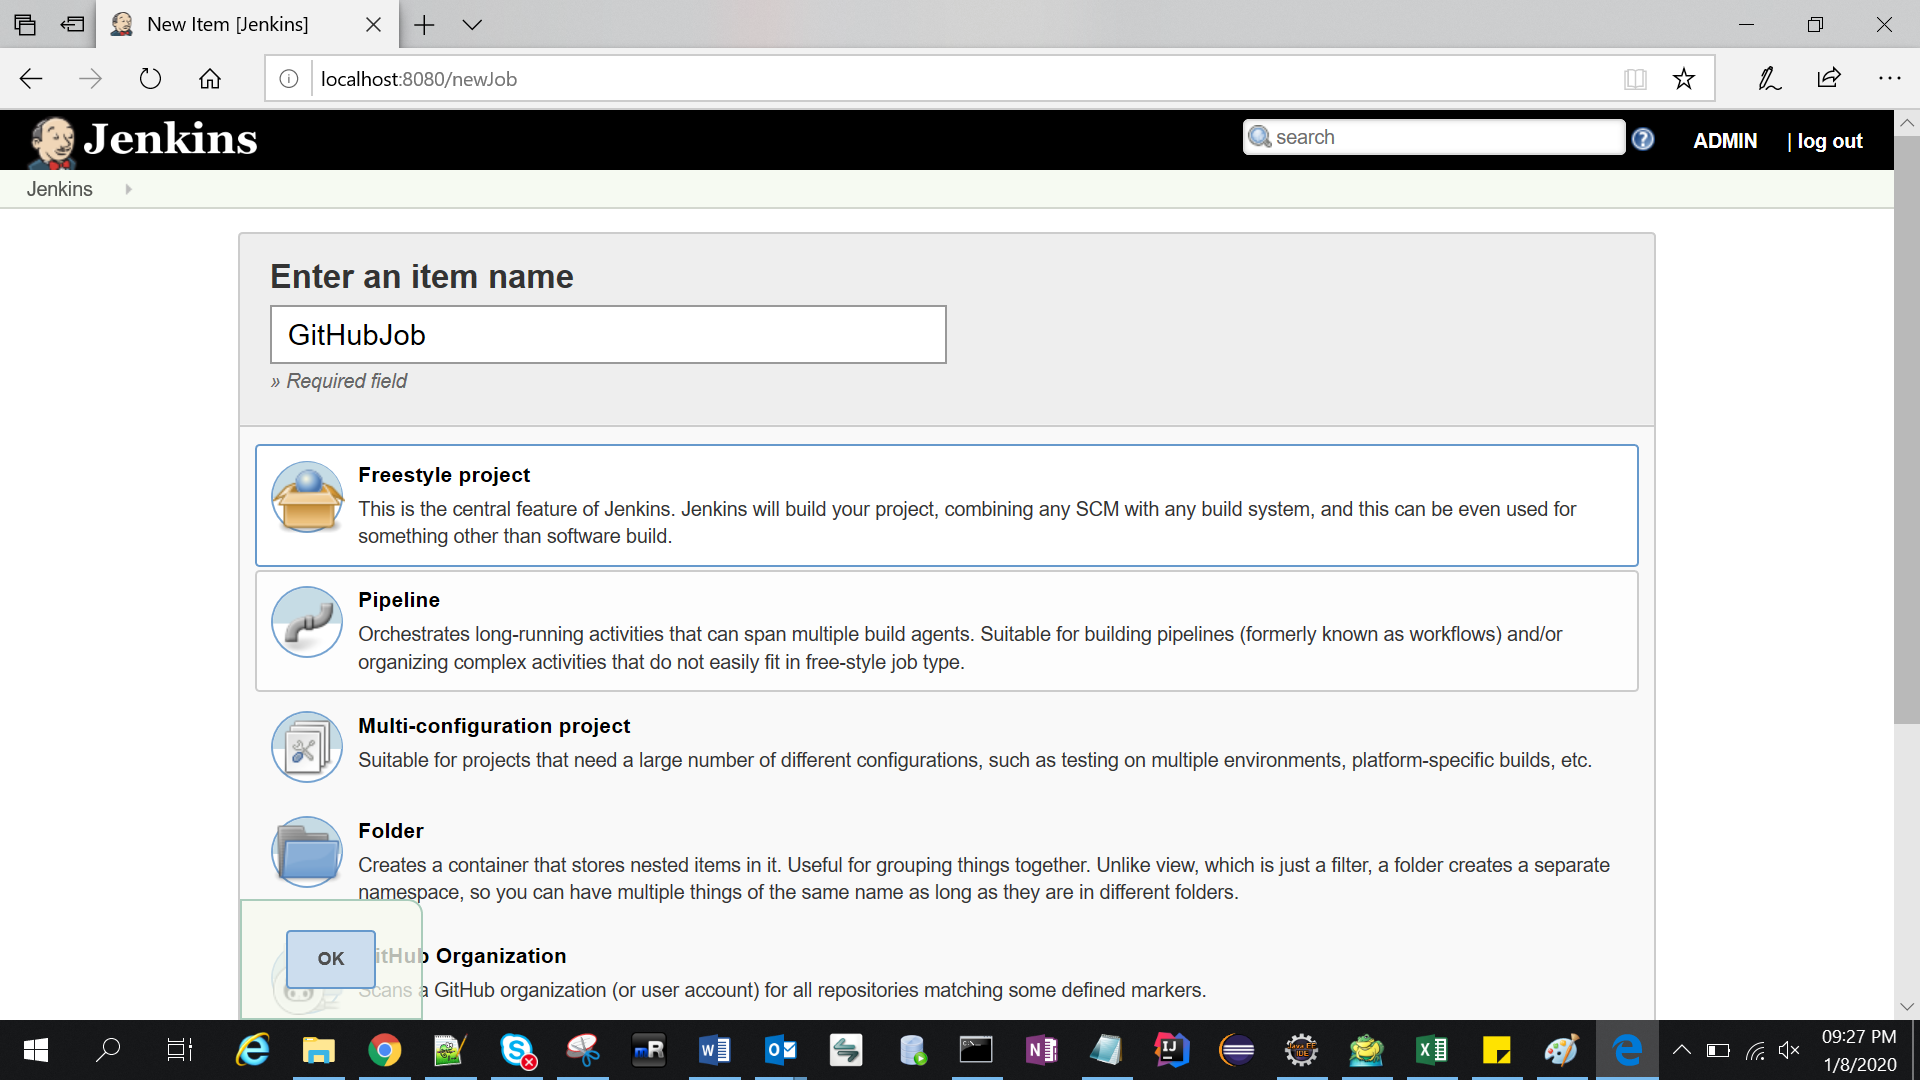 New Item [Jenkins]
localhost:8080/newJob
Jenkins
search
ADMIN
| log out
Jenkins
Enter an item name
GitHubJob
» Required field
Freestyle project
This is the central feature of Jenkins. Jenkins will build your project, combining any SCM with any build system, and this can be even used for
something other than software build.
Pipeline
Orchestrates long-running activities that can span multiple build agents. Suitable for building pipelines (formerly known as workflows) and/or
organizing complex activities that do not easily fit in free-style job type.
Multi-configuration project
Suitable for projects that need a large number of different configurations, such as testing on multiple environments, platform-specific builds, etc.
Folder
Creates a container that stores nested items in it. Useful for grouping things together. Unlike view, which is just a filter, a folder creates a separate
namespace, so you can have multiple things of the same name as long as they are in different folders.
OK
itHub Organization
Scans a GitHub organization (or user account) for all repositories matching some defined markers.
09:27 PM
1/8/2020